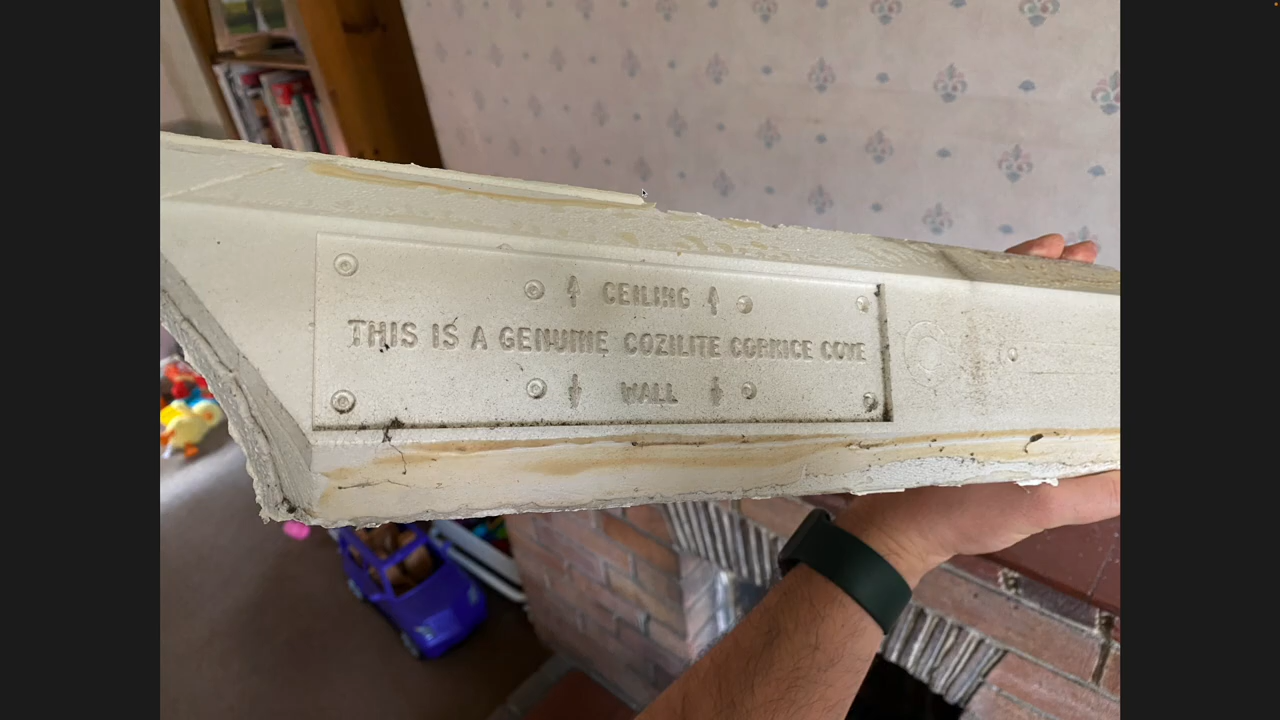 ↑ CEILING ↑
THIS IS A GENUINE COZILITE CORNICE COVE
↓ WALL ↓